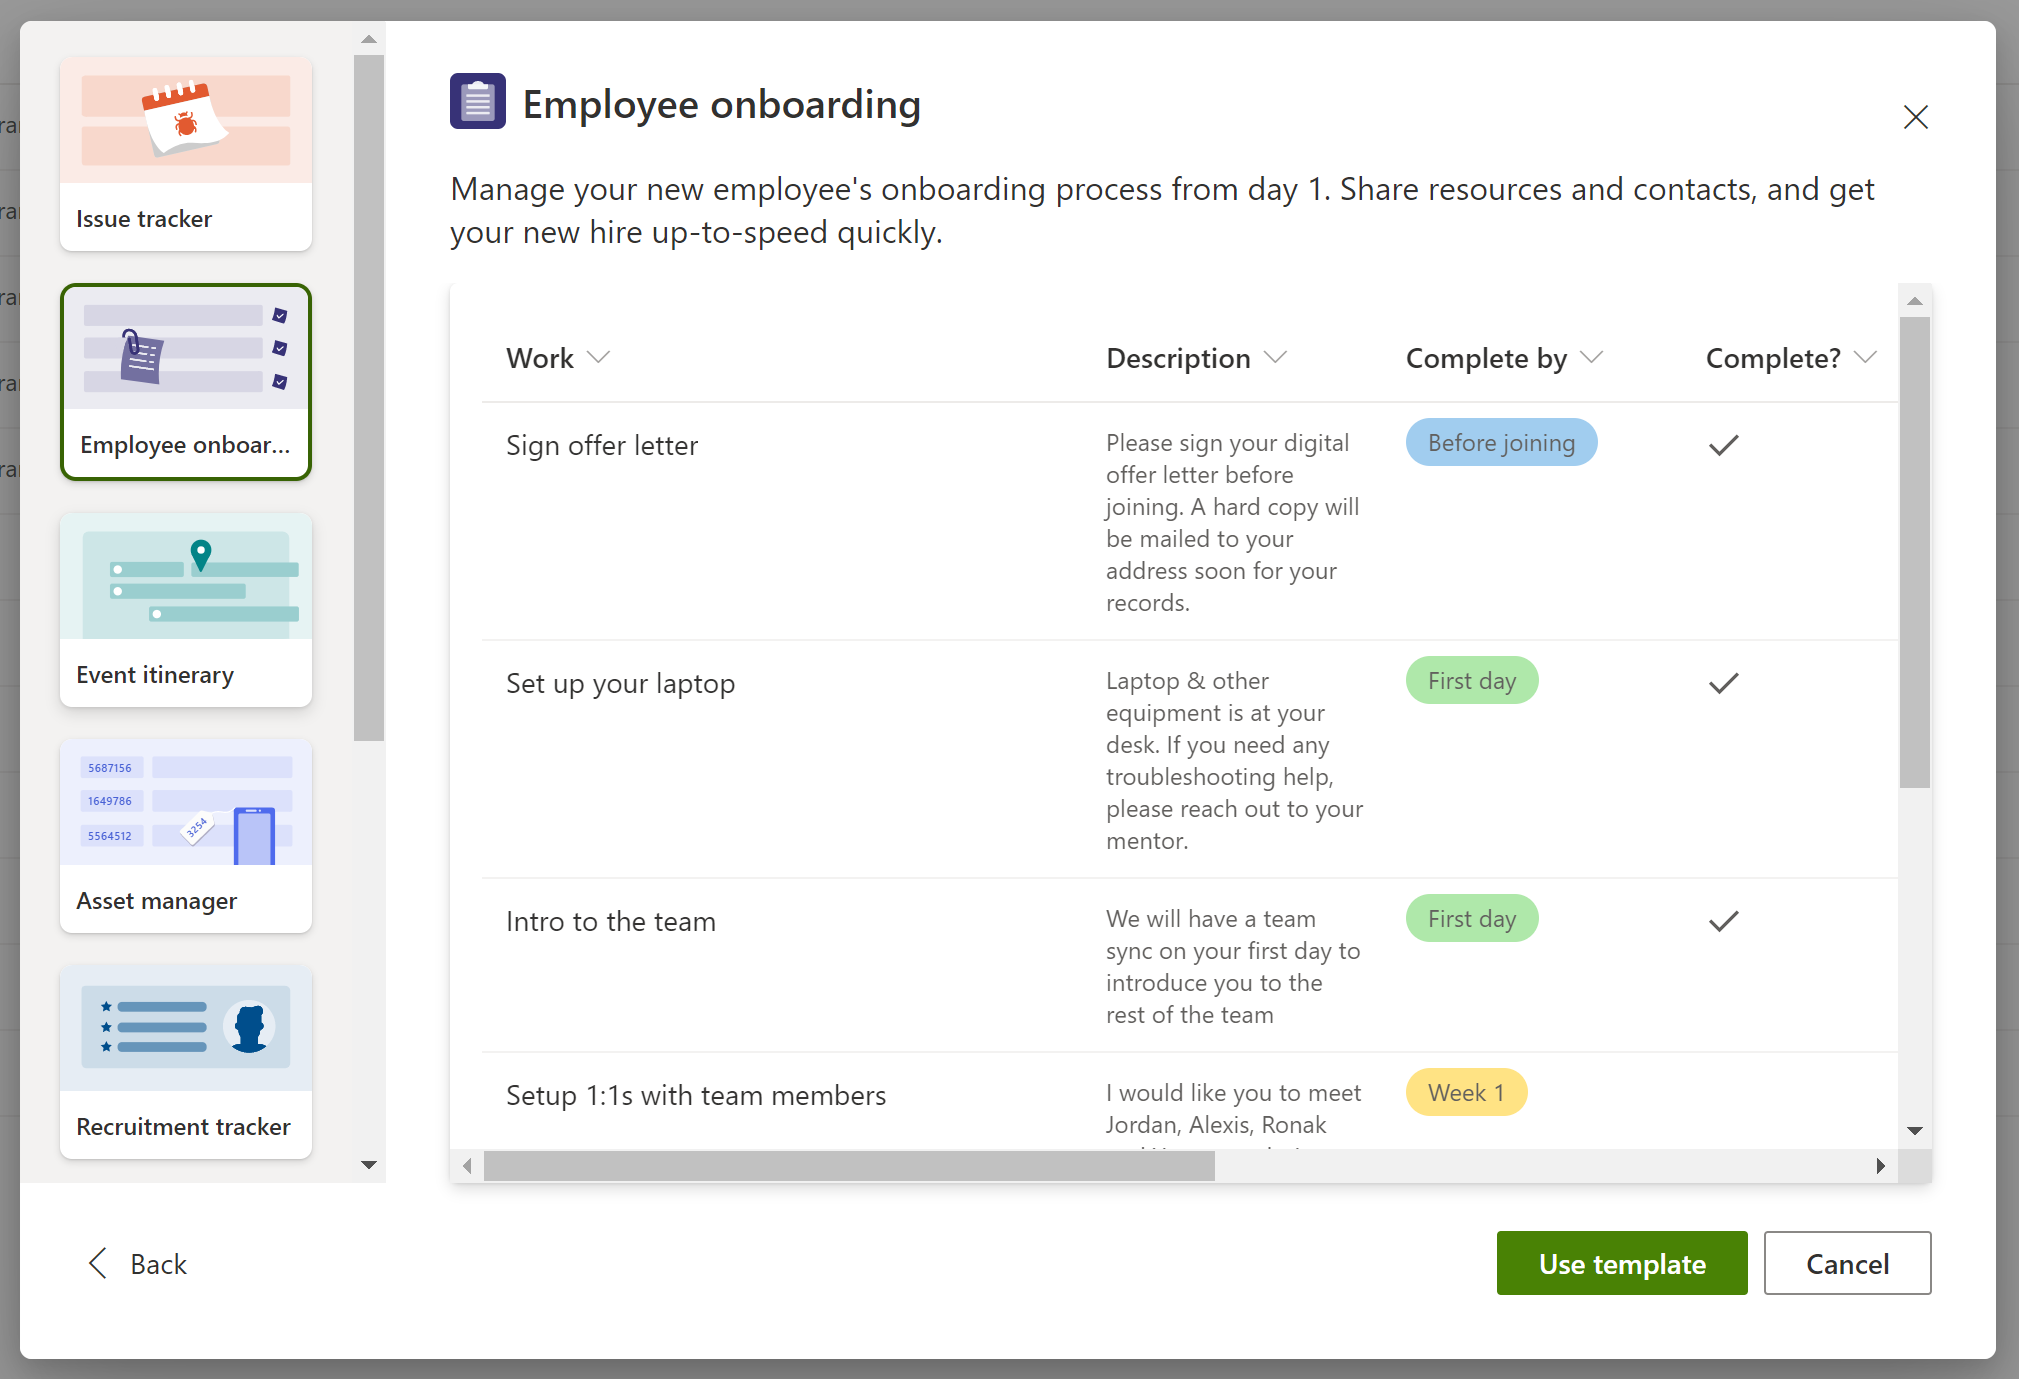 Issue tracker
Employee onboar...
Event itinerary
5687156
1649786
5564512
3254
Asset manager
Recruitment tracker
Employee onboarding
Manage your new employee's onboarding process from day 1. Share resources and contacts, and get
your new hire up-to-speed quickly.
Work
Description
Complete by
Complete?
Sign offer letter
Please sign your digital
offer letter before
joining. A hard copy will
be mailed to your
address soon for your
records.
Before joining
Set up your laptop
Laptop & other
equipment is at your
desk. If you need any
troubleshooting help,
please reach out to your
mentor.
First day
Intro to the team
We will have a team
sync on your first day to
introduce you to the
rest of the team
First day
Setup 1:1s with team members
I would like you to meet
Jordan, Alexis, Ronak
Week 1
Back
Use template
Cancel